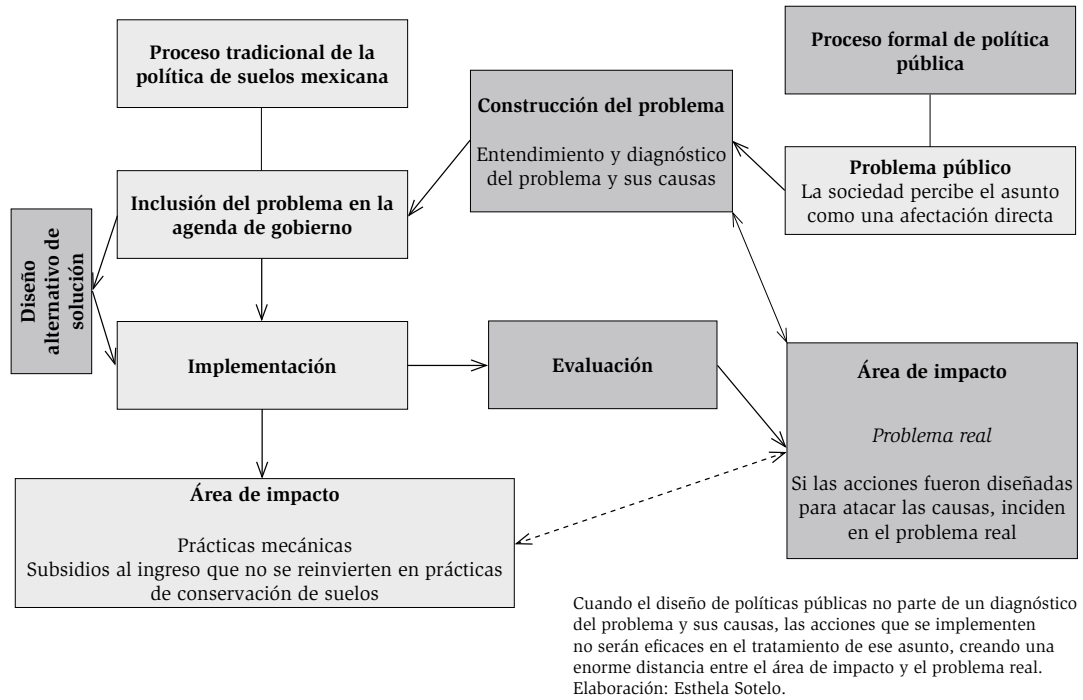 Proceso tradicional de la
política de suelos mexicana
Proceso formal de política
pública
Construcción del problema
Entendimiento y diagnóstico
del problema y sus causas
Problema público
La sociedad percibe el asunto
como una afectación directa
Inclusión del problema en la
agenda de gobierno
Diseño
alternativo de
solución
Implementación
Evaluación
Área de impacto
Problema real
Si las acciones fueron diseñadas
para atacar las causas, inciden
en el problema real
Área de impacto
Prácticas mecánicas
Subsidios al ingreso que no se reinvierten en prácticas
de conservación de suelos
Cuando el diseño de políticas públicas no parte de un diagnóstico
del problema y sus causas, las acciones que se implementen
no serán eficaces en el tratamiento de ese asunto, creando una
enorme distancia entre el área de impacto y el problema real.
Elaboración: Esthela Sotelo.